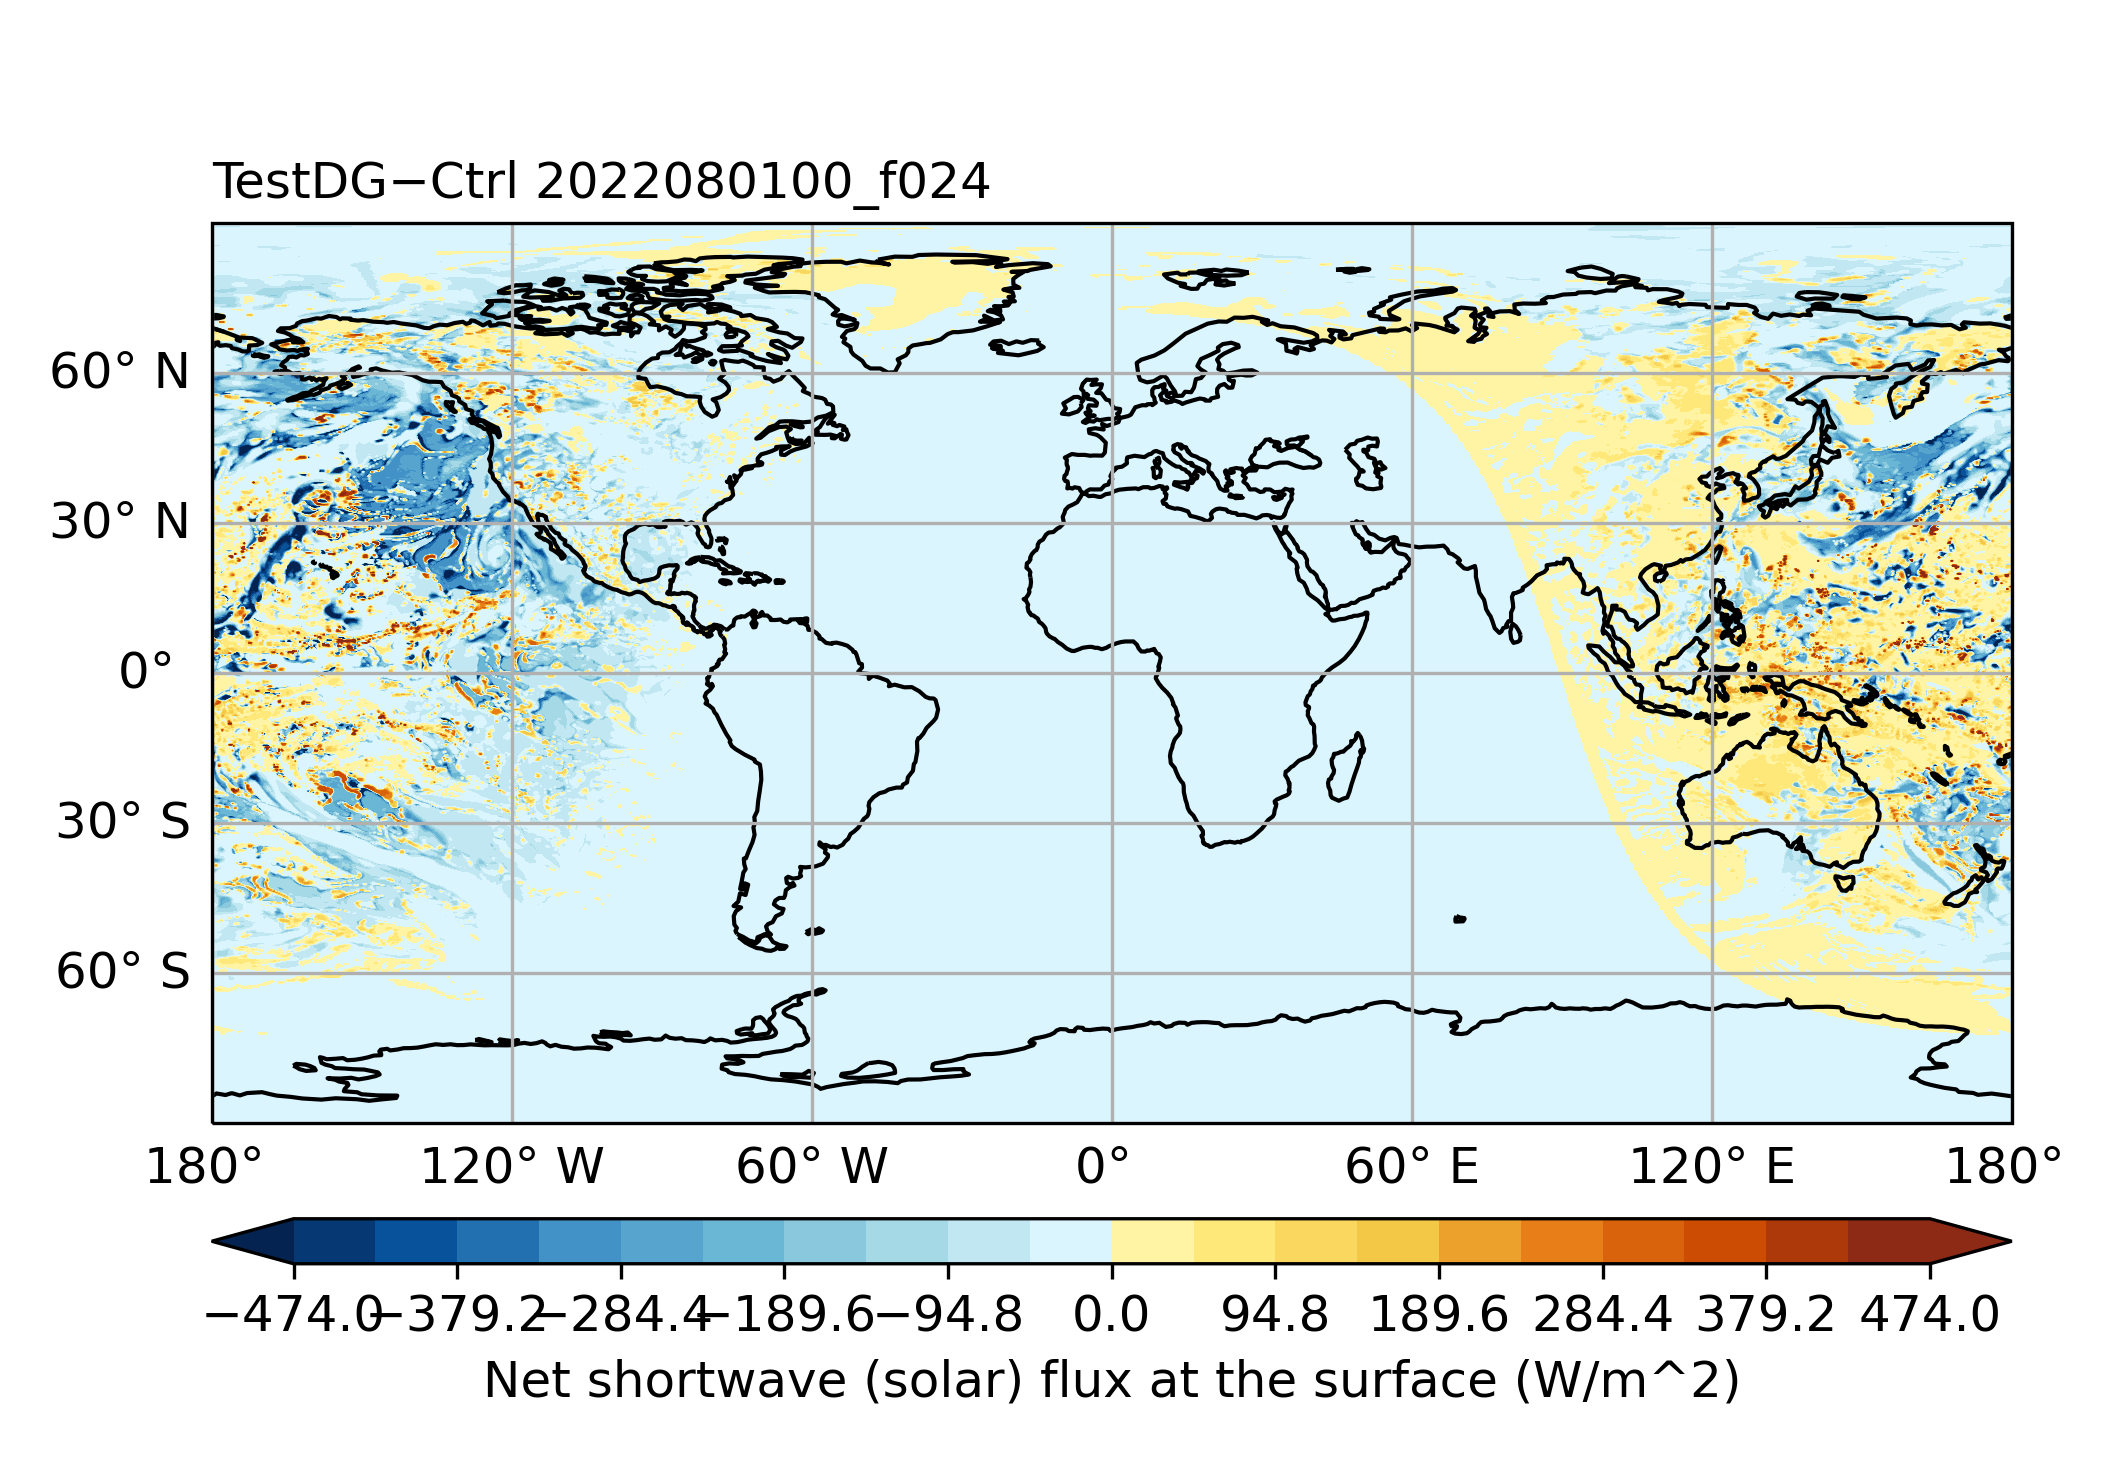 TestDG−Ctrl 2022080100_f024
60° N
30° N
0°
30° S
60° S
180° 120° W 60° W 0° 60° E 120° E 180°
−474.0 −379.2 −284.4 −189.6 −94.8 0.0 94.8 189.6 284.4 379.2 474.0
Net shortwave (solar) flux at the surface (W/m^2)